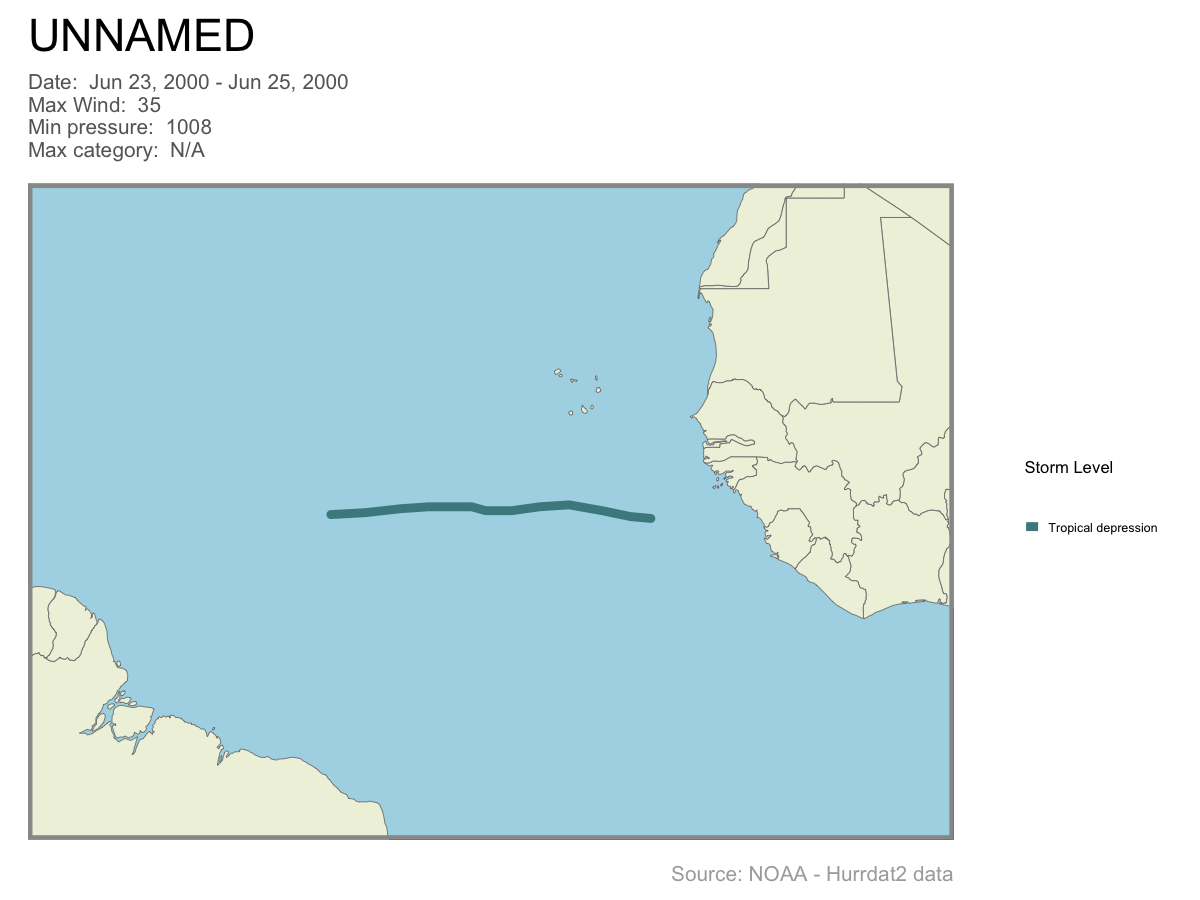 UNNAMED
Date:  Jun 23, 2000 - Jun 25, 2000
Max Wind:  35
Min pressure:  1008
Max category:  N/A
Storm Level
Tropical depression
Source: NOAA - Hurrdat2 data